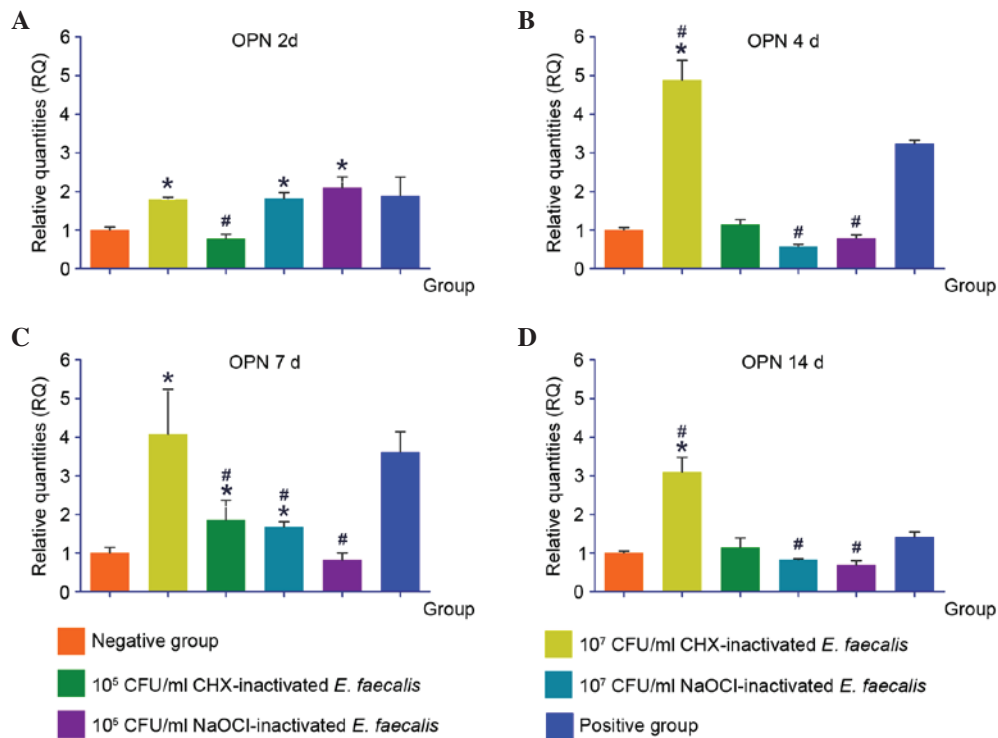 A
OPN 2d
Relative quantities (RQ)
6
5
4
3
2
1
0
*
#
*
*
Group
B
OPN 4 d
Relative quantities (RQ)
6
5
4
3
2
1
0
#
*
#
#
Group
C
OPN 7 d
Relative quantities (RQ)
6
5
4
3
2
1
0
*
#
*
#
*
#
Group
D
OPN 14 d
Relative quantities (RQ)
6
5
4
3
2
1
0
#
*
#
#
Group
Negative group
10⁵ CFU/ml CHX-inactivated E. faecalis
10⁵ CFU/ml NaOCI-inactivated E. faecalis
10⁷ CFU/ml CHX-inactivated E. faecalis
10⁷ CFU/ml NaOCI-inactivated E. faecalis
Positive group